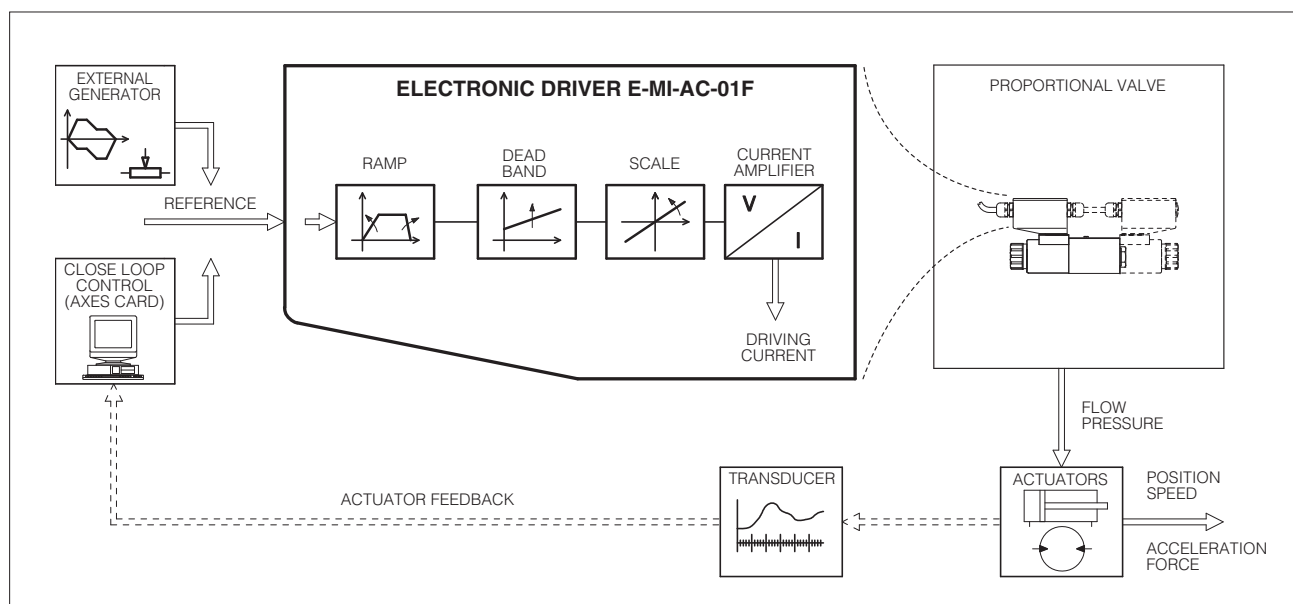 EXTERNAL
GENERATOR
REFERENCE
CLOSE LOOP
CONTROL
(AXES CARD)
ELECTRONIC DRIVER E-MI-AC-01F
RAMP
DEAD
BAND
SCALE
CURRENT
AMPLIFIER
V
I
DRIVING
CURRENT
PROPORTIONAL VALVE
FLOW
PRESSURE
ACTUATORS
POSITION
SPEED
ACCELERATION
FORCE
TRANSDUCER
ACTUATOR FEEDBACK